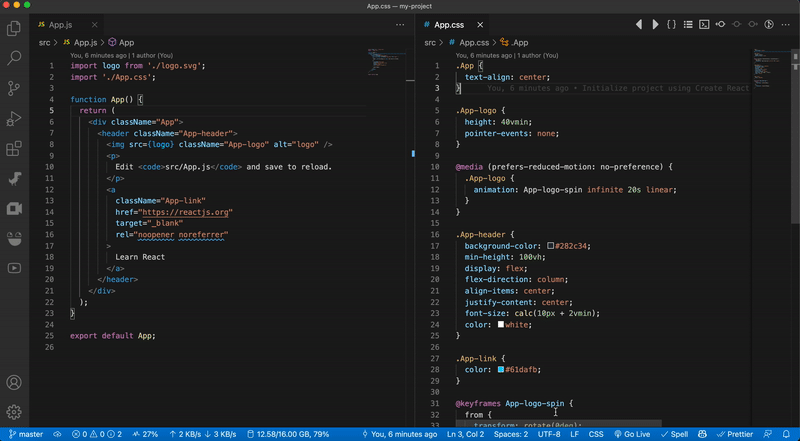 App.css — my-project
JS App.js
src > JS App.js > App
You, 6 minutes ago | 1 author (You)
1 import logo from './logo.svg';
2 import './App.css';
3
4 function App() {
5 return (
6 <div className="App">
7 <header className="App-header">
8 <img src={logo} className="App-logo" alt="logo" />
9 <p>
10 Edit <code>src/App.js</code> and save to reload.
11 </p>
12 <a
13 className="App-link"
14 href="https://reactjs.org"
15 target="_blank"
16 rel="noopener noreferrer"
17 >
18 Learn React
19 </a>
20 </header>
21 </div>
22 );
23 }
24
25 export default App;
26
# App.css
src > # App.css > .App
You, 6 minutes ago | 1 author (You)
1 .App {
2 text-align: center;
3 } You, 6 minutes ago • Initialize project using Create React
4
5 .App-logo {
6 height: 40vmin;
7 pointer-events: none;
8 }
9
10 @media (prefers-reduced-motion: no-preference) {
11 .App-logo {
12 animation: App-logo-spin infinite 20s linear;
13 }
14 }
15
16 .App-header {
17 background-color: #282c34;
18 min-height: 100vh;
19 display: flex;
20 flex-direction: column;
21 align-items: center;
22 justify-content: center;
23 font-size: calc(10px + 2vmin);
24 color: white;
25 }
26
27 .App-link {
28 color: #61dafb;
29 }
30
31 @keyframes App-logo-spin {
32 from {
33 transform: rotate(0deg);
master 0 0 2 27% 2 KB/s 3 KB/s 12.58/16.00 GB, 79% You, 6 minutes ago Ln 3, Col 2 Spaces: 2 UTF-8 LF CSS Go Live Spell Prettier